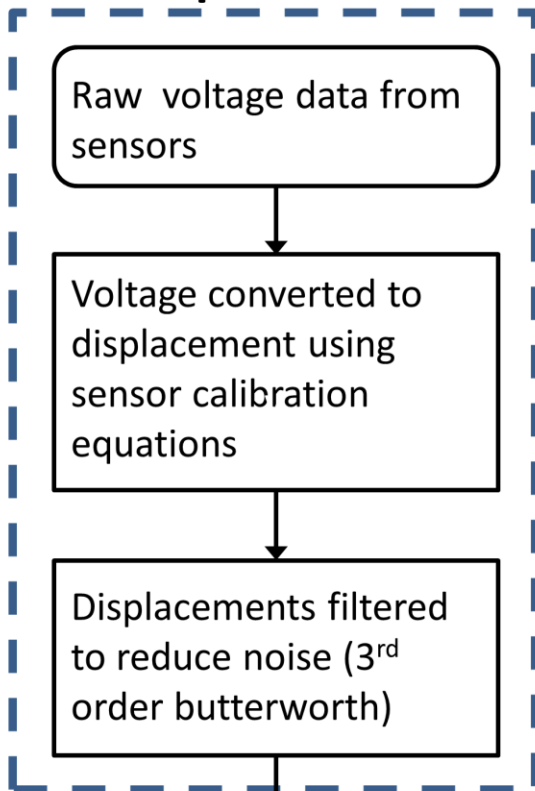 Raw  voltage data from
sensors
Voltage converted to
displacement using
sensor calibration
equations
Displacements filtered
to reduce noise (3rd
order butterworth)